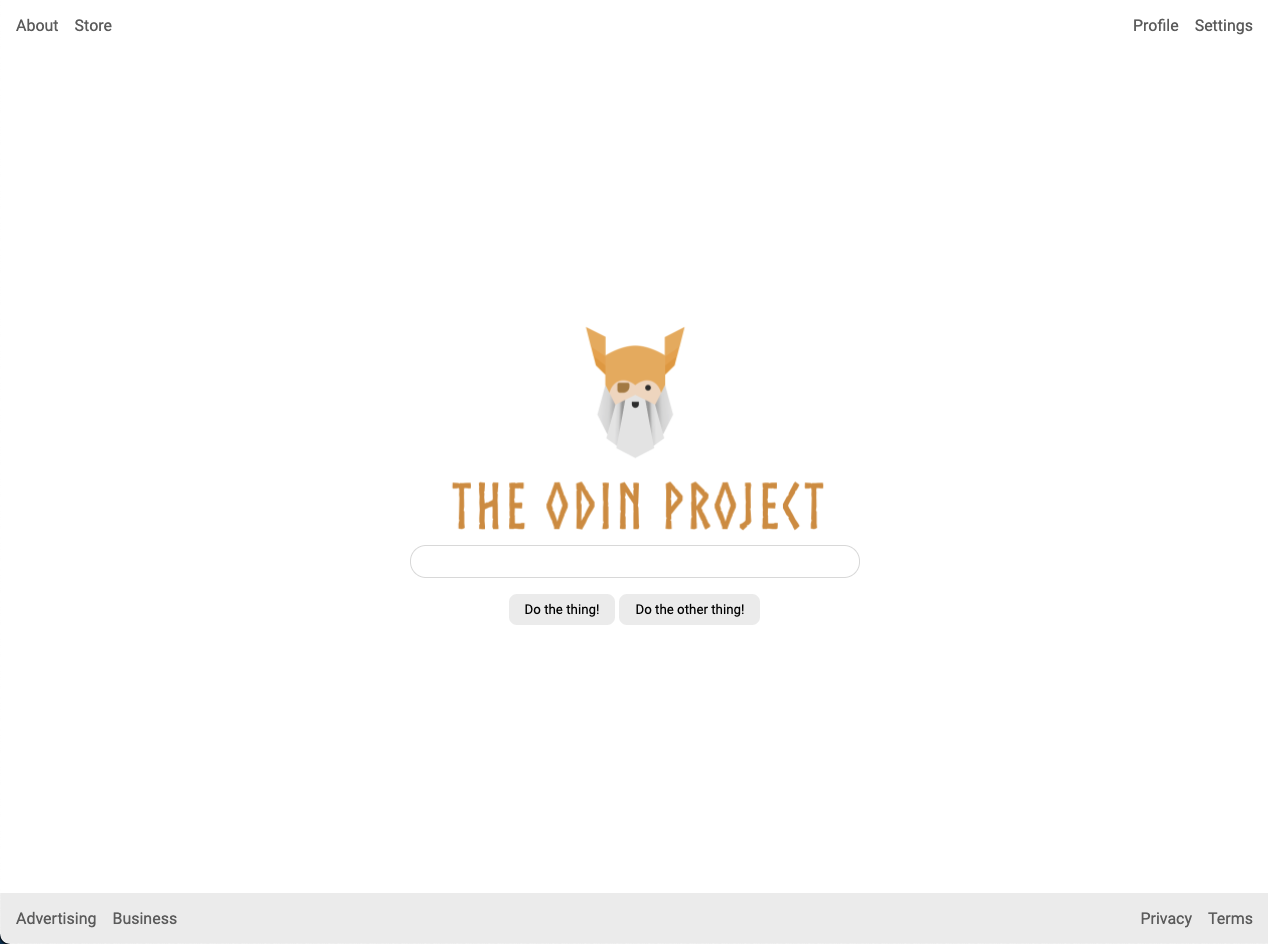 About Store Profile Settings
THE ODIN PROJECT
Do the thing! Do the other thing!
Advertising Business Privacy Terms